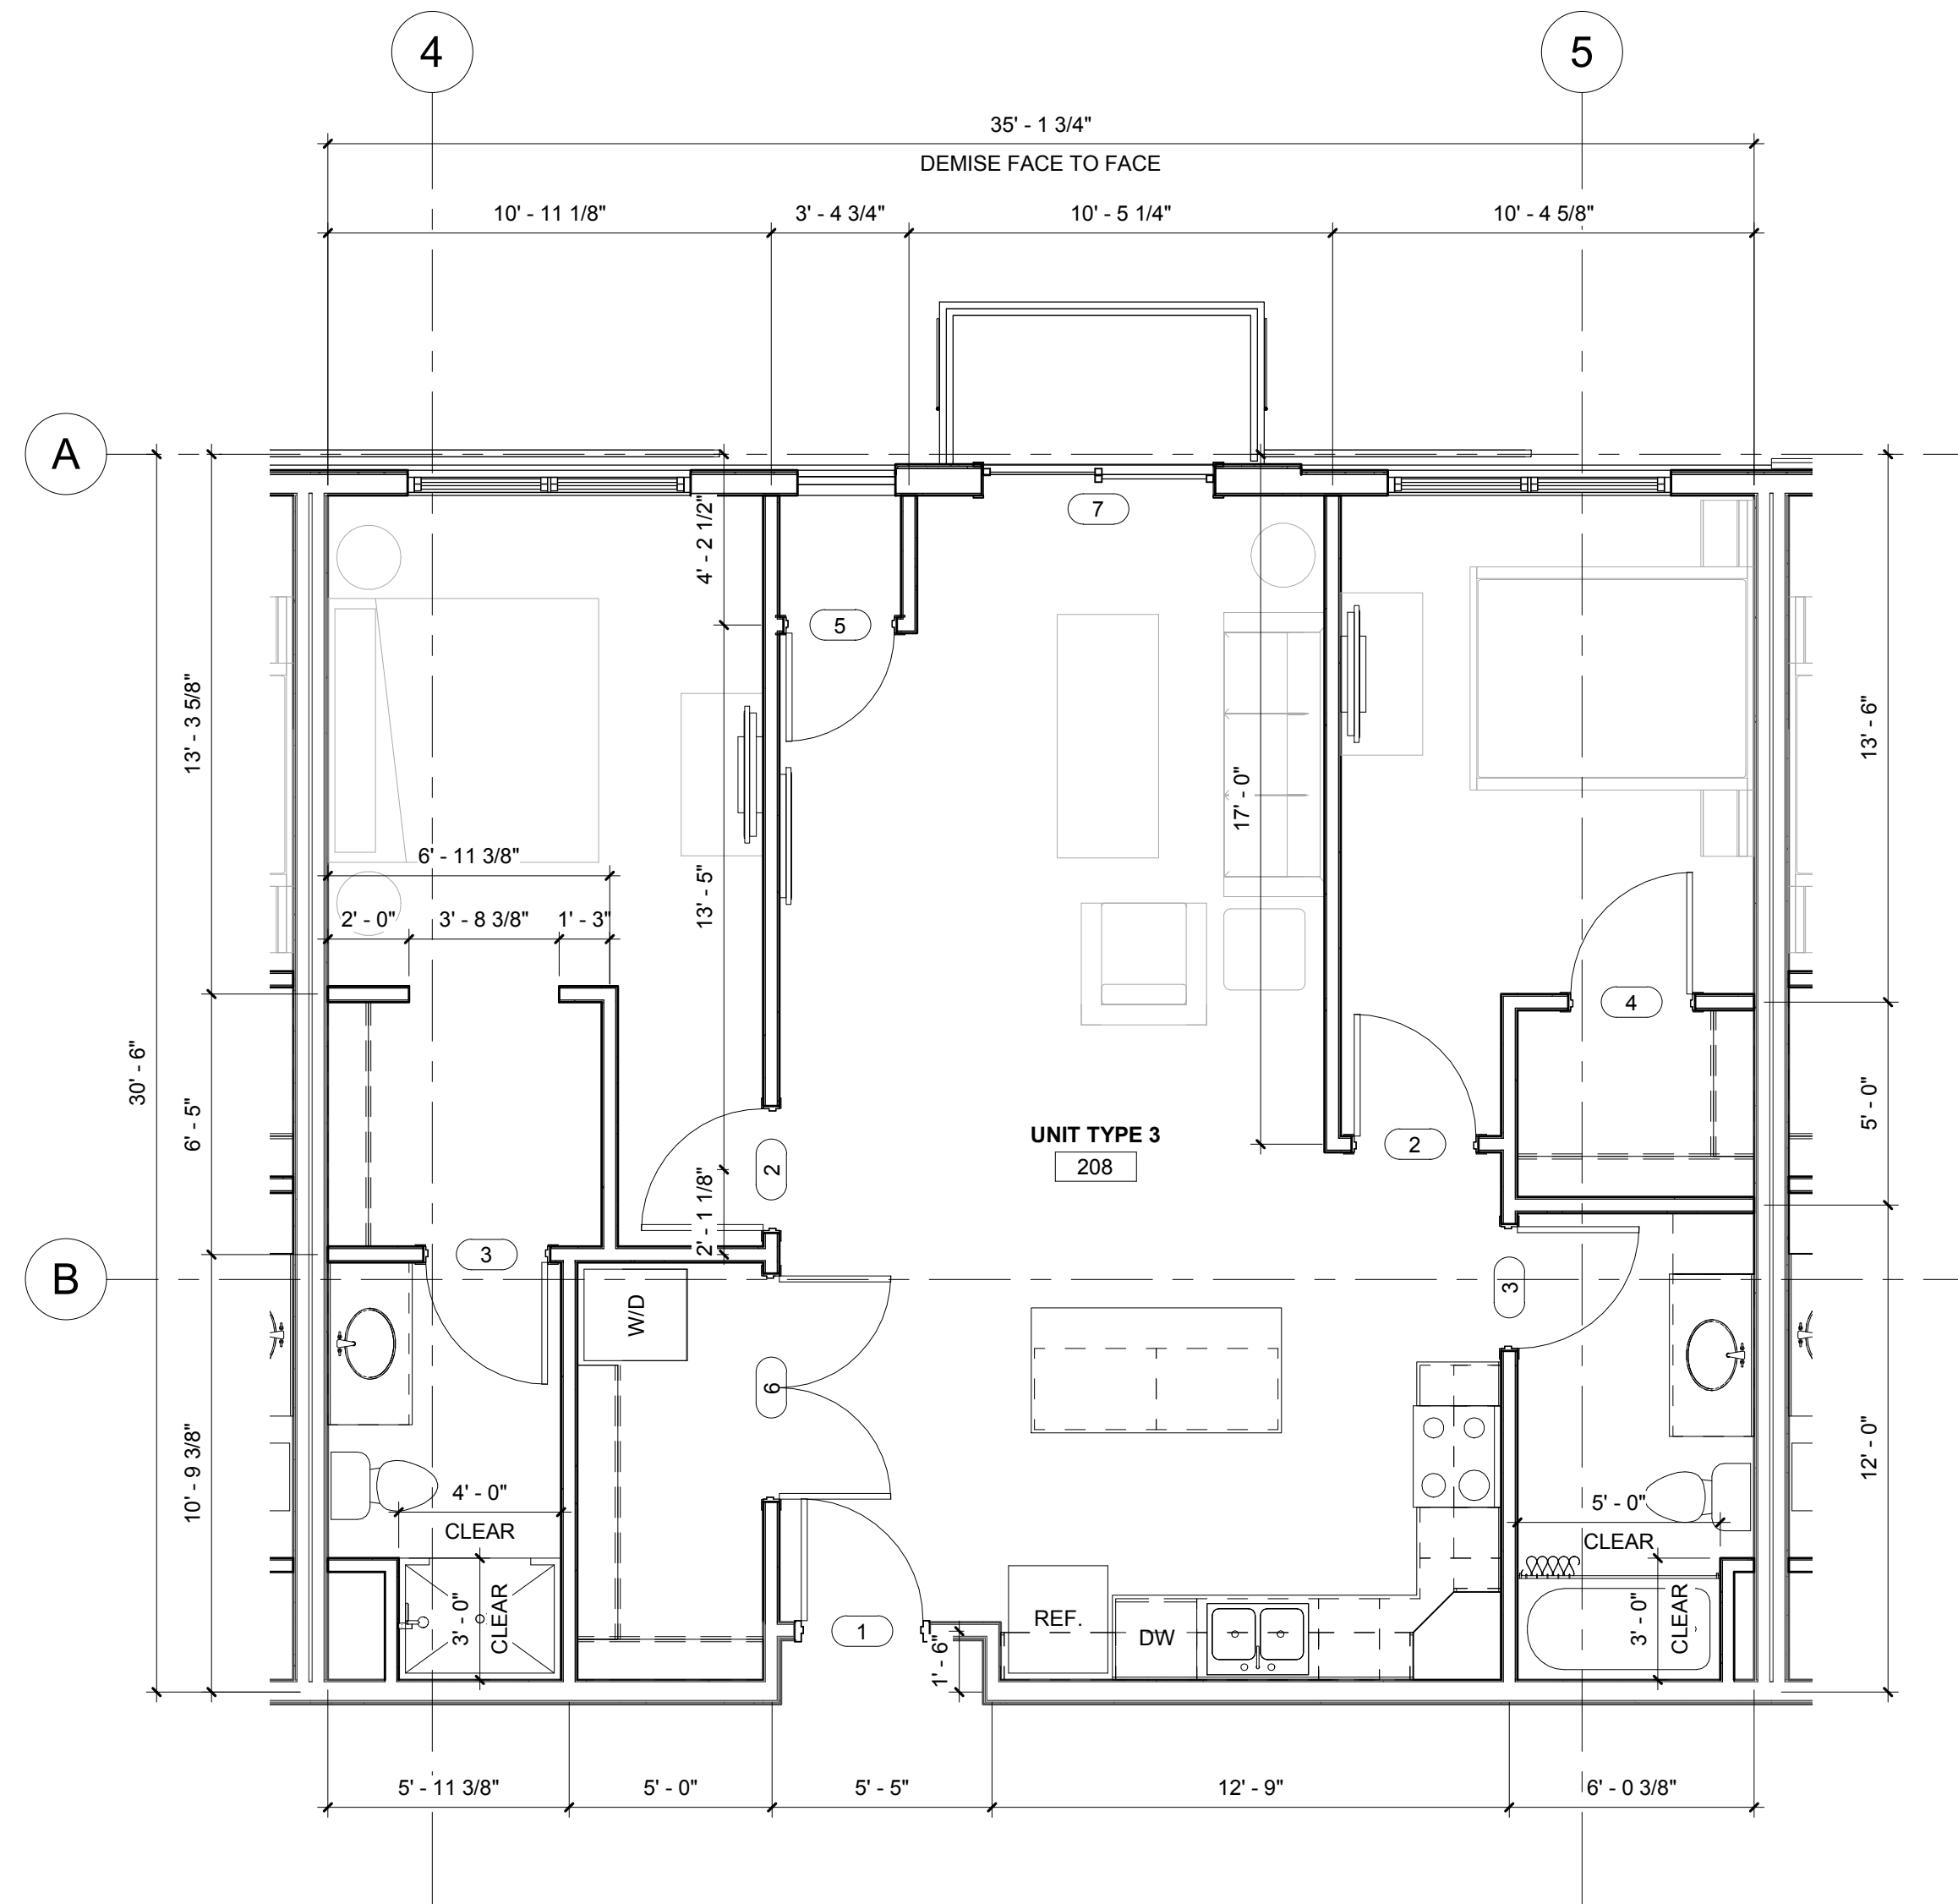 4
5
35' - 1 3/4"
DEMISE FACE TO FACE
10' - 11 1/8"
3' - 4 3/4"
10' - 5 1/4"
10' - 4 5/8"
A
7
4' - 2 1/2"
5
13' - 3 5/8"
13' - 6"
17' - 0"
6' - 11 3/8"
13' - 5"
2' - 0"
3' - 8 3/8"
1' - 3"
4
30' - 6"
6' - 5"
5' - 0"
UNIT TYPE 3
208
2
2
2' - 1 1/8"
3
B
3
W/D
6
10' - 9 3/8"
12' - 0"
4' - 0"
CLEAR
5' - 0"
CLEAR
3' - 0"
CLEAR
3' - 0"
CLEAR
REF.
DW
1
1' - 6"
5' - 11 3/8"
5' - 0"
5' - 5"
12' - 9"
6' - 0 3/8"